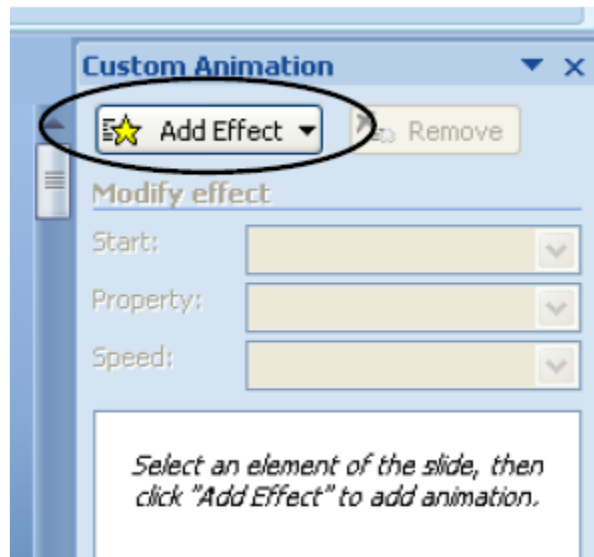 Custom Animation
Add Effect Remove
Modify effect
Start:
Property:
Speed:
Select an element of the slide, then
click "Add Effect" to add animation.